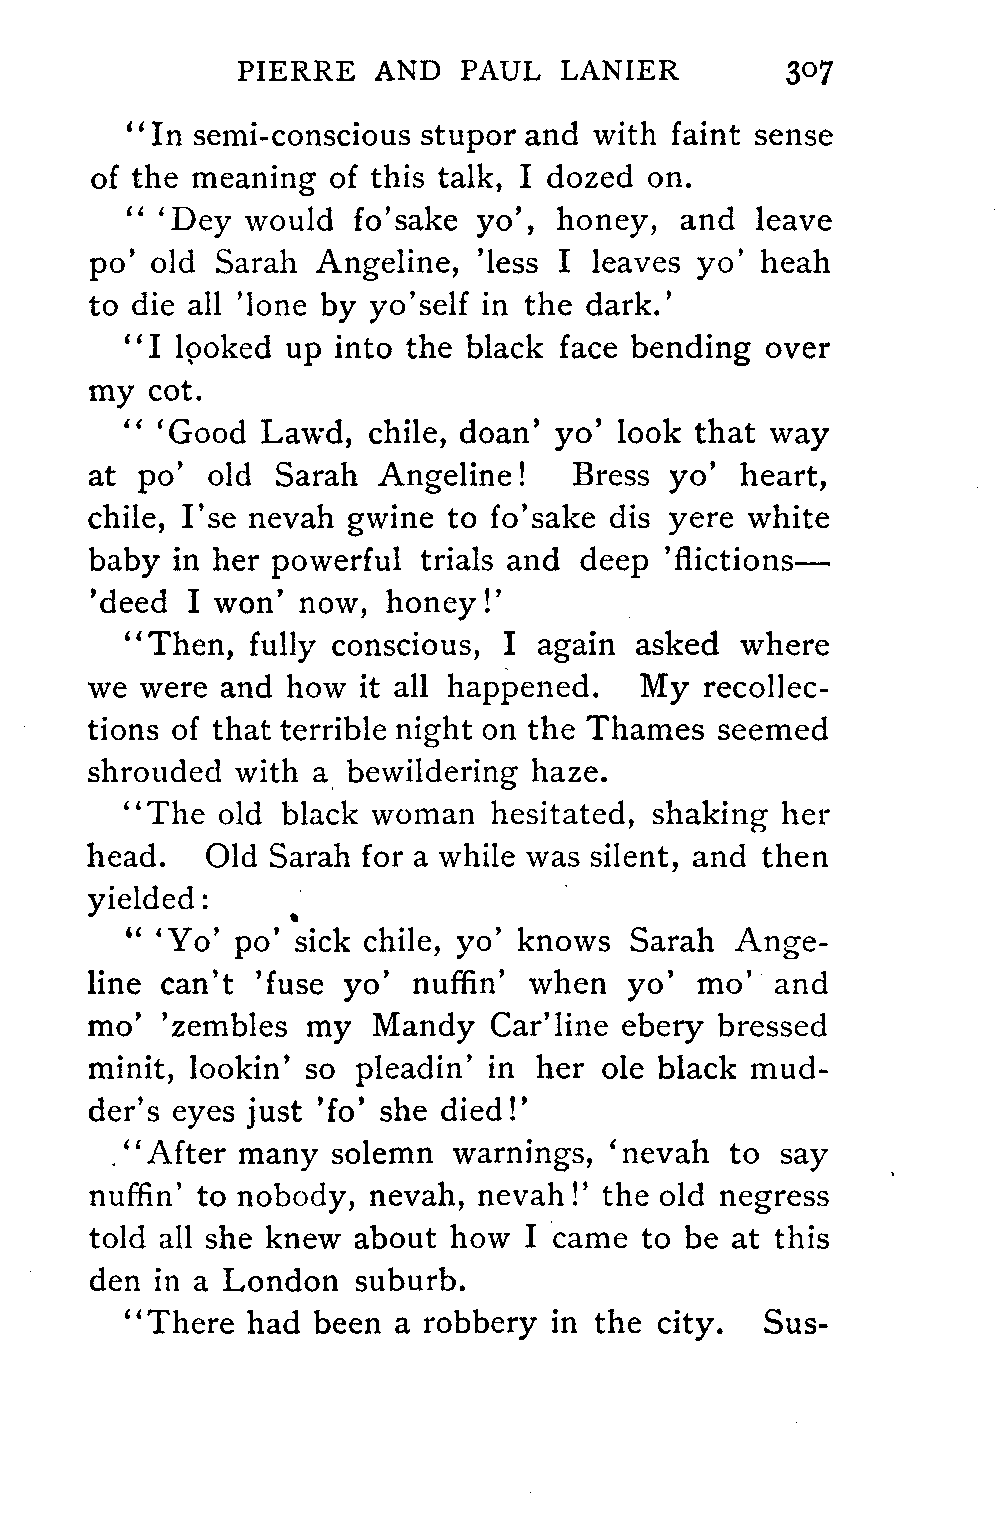 PIERRE AND PAUL LANIER 307
“In semi-conscious stupor and with faint sense
of the meaning of this talk, I dozed on.
“ ‘Dey would fo’sake yo’, honey, and leave
po’ old Sarah Angeline, ’less I leaves yo’ heah
to die all ’lone by yo’self in the dark.’
“I looked up into the black face bending over
my cot.
“ ‘Good Lawd, chile, doan’ yo’ look that way
at po’ old Sarah Angeline! Bress yo’ heart,
chile, I’se nevah gwine to fo’sake dis yere white
baby in her powerful trials and deep ’flictions—
’deed I won’ now, honey!’
“Then, fully conscious, I again asked where
we were and how it all happened. My recollec-
tions of that terrible night on the Thames seemed
shrouded with a bewildering haze.
“The old black woman hesitated, shaking her
head. Old Sarah for a while was silent, and then
yielded:
“ ‘Yo’ po’ sick chile, yo’ knows Sarah Ange-
line can’t ’fuse yo’ nuffin’ when yo’ mo’ and
mo’ ’zembles my Mandy Car’line ebery bressed
minit, lookin’ so pleadin’ in her ole black mud-
der’s eyes just ’fo’ she died!’
“After many solemn warnings, ‘nevah to say
nuffin’ to nobody, nevah, nevah!’ the old negress
told all she knew about how I came to be at this
den in a London suburb.
“There had been a robbery in the city. Sus-